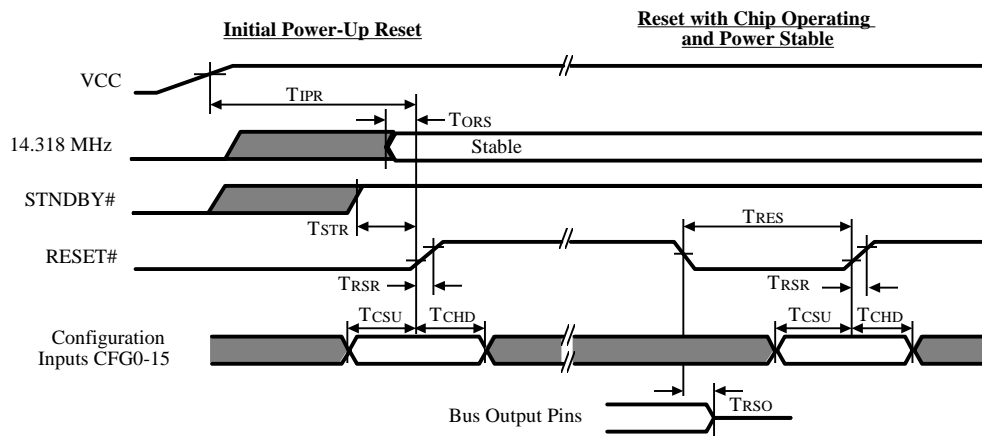 Initial Power-Up Reset
Reset with Chip Operating
and Power Stable
VCC
TIPR
TORS
14.318 MHz
Stable
STNDBY#
TSTR
TRES
RESET#
TRSR
TRSR
TCSU
TCHD
TCSU
TCHD
Configuration
Inputs CFG0-15
TRSO
Bus Output Pins